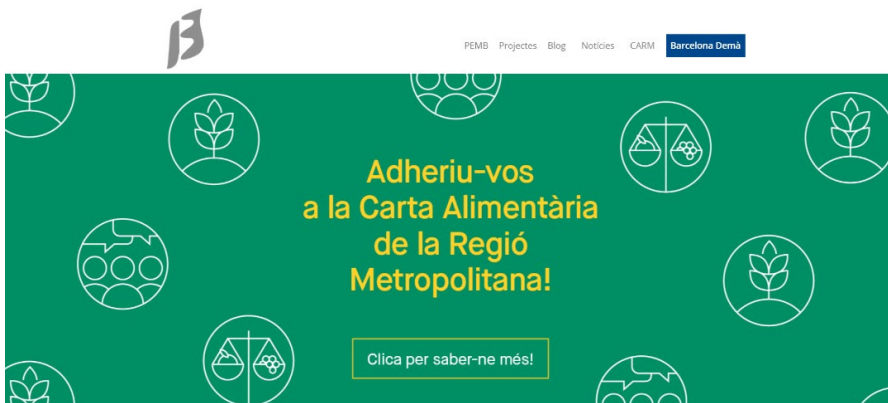 PEMB Projectes Blog Notícies CARM Barcelona Demà
Adheriu-vos
a la Carta Alimentària
de la Regió
Metropolitana!
Clica per saber-ne més!